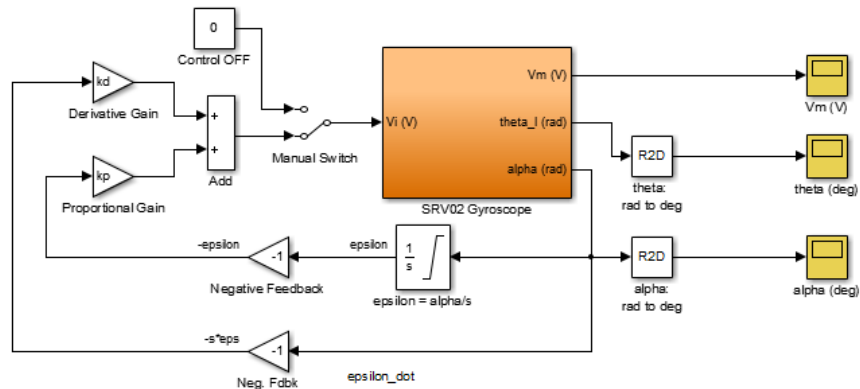 0
Control OFF
kd
Derivative Gain
+
+
Add
Manual Switch
Vi (V)
Vm (V)
theta_l (rad)
alpha (rad)
SRV02 Gyroscope
Vm (V)
R2D
theta:
rad to deg
theta (deg)
kp
Proportional Gain
-epsilon
-1
Negative Feedback
epsilon
1
s
epsilon = alpha/s
R2D
alpha:
rad to deg
alpha (deg)
-s*eps
-1
Neg. Fdbk
epsilon_dot